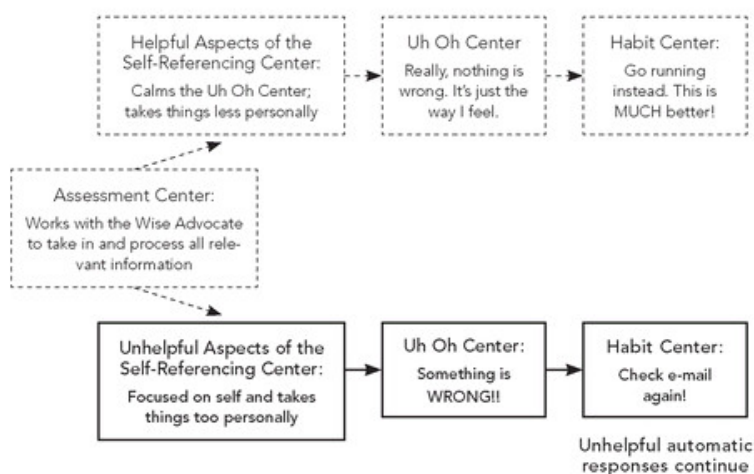 Helpful Aspects of the
Self-Referencing Center:
Calms the Uh Oh Center;
takes things less personally
Uh Oh Center
Really, nothing is
wrong. It's just the
way I feel.
Habit Center:
Go running
instead. This is
MUCH better!
Assessment Center:
Works with the Wise Advocate
to take in and process all rele-
vant information
Unhelpful Aspects of the
Self-Referencing Center:
Focused on self and takes
things too personally
Uh Oh Center:
Something is
WRONG!!
Habit Center:
Check e-mail
again!
Unhelpful automatic
responses continue